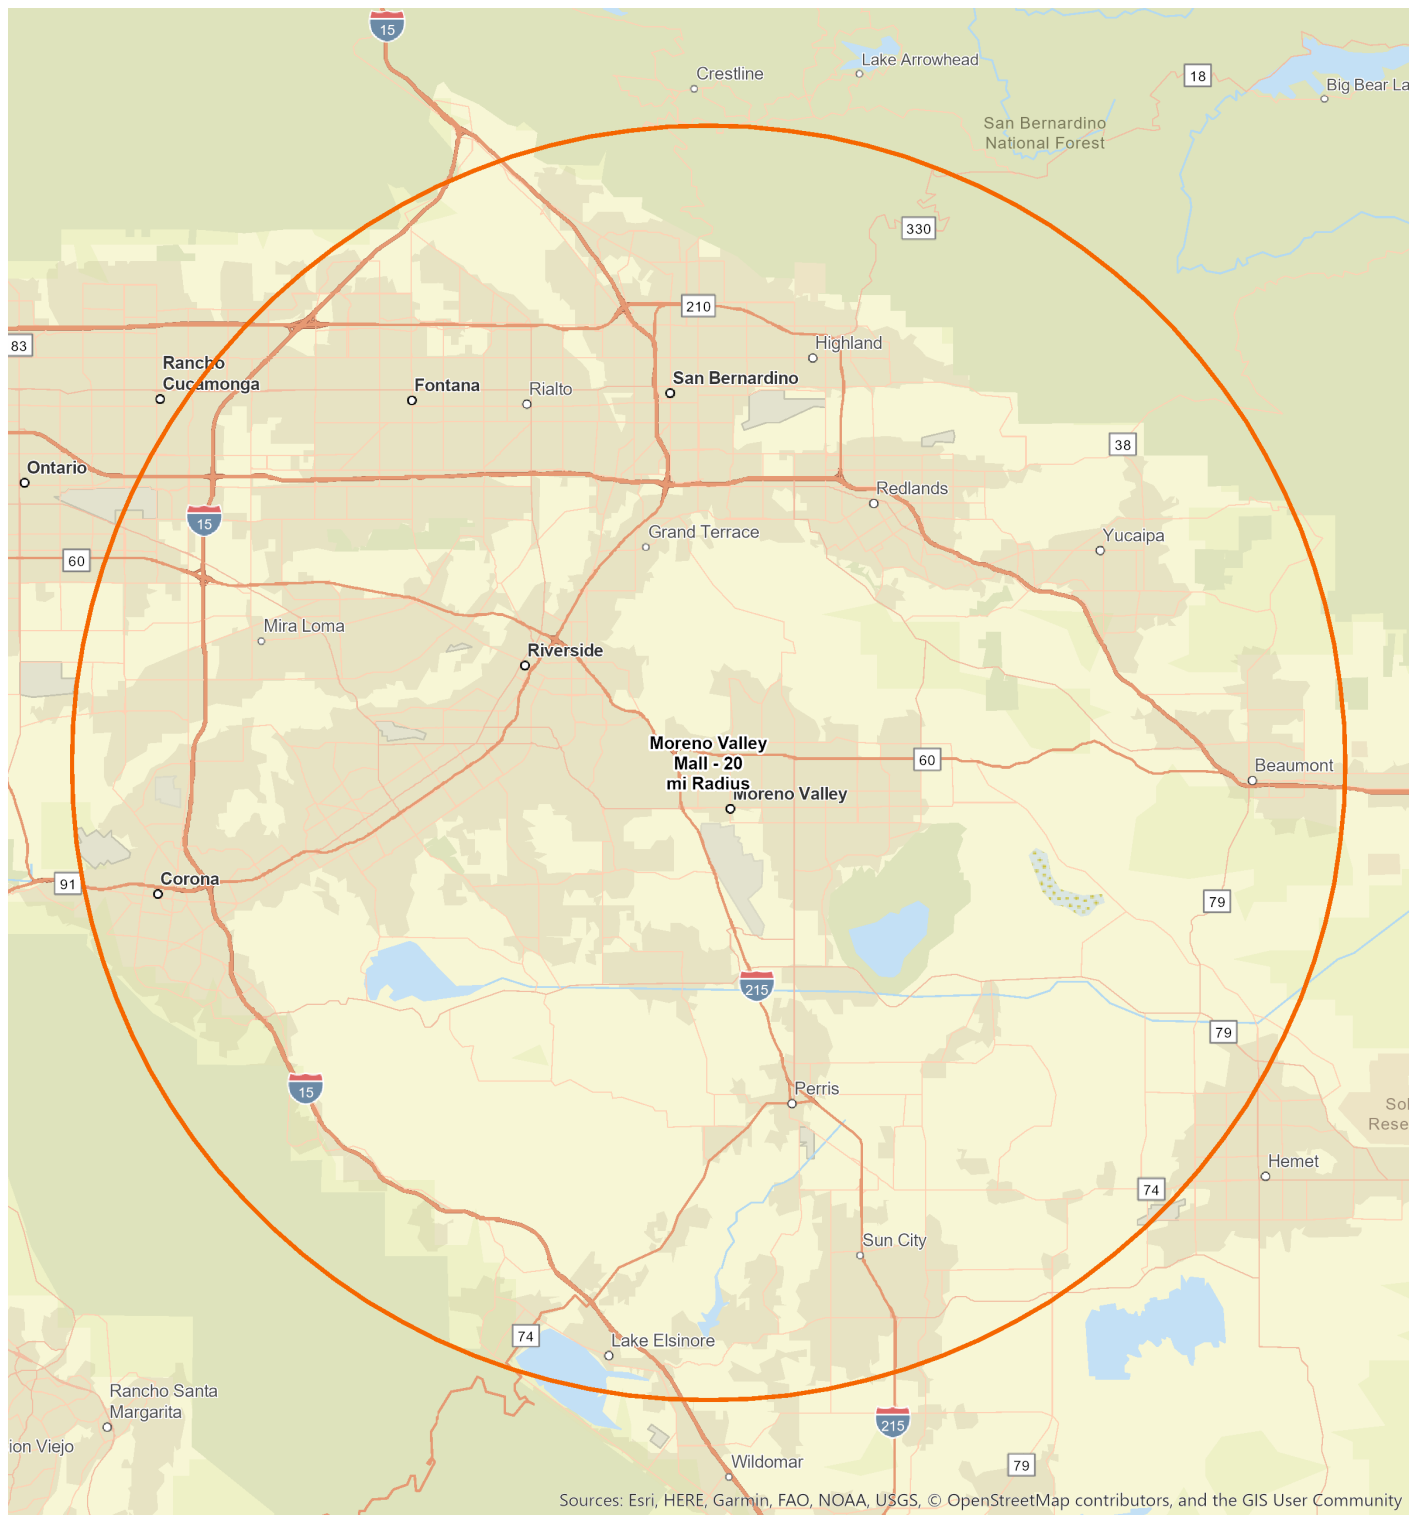 15
Crestline
Lake Arrowhead
18
Big Bear La
San Bernardino
National Forest
330
210
83
Highland
Rancho
Cucamonga
Fontana
Rialto
San Bernardino
38
Ontario
Redlands
15
Grand Terrace
Yucaipa
60
Mira Loma
Riverside
Moreno Valley
Mall - 20
mi Radius
60
Beaumont
Moreno Valley
91
Corona
79
215
79
15
Perris
Sol
Rese
Hemet
74
Sun City
74
Lake Elsinore
Rancho Santa
Margarita
215
ion Viejo
Wildomar
79
Sources: Esri, HERE, Garmin, FAO, NOAA, USGS, © OpenStreetMap contributors, and the GIS User Community